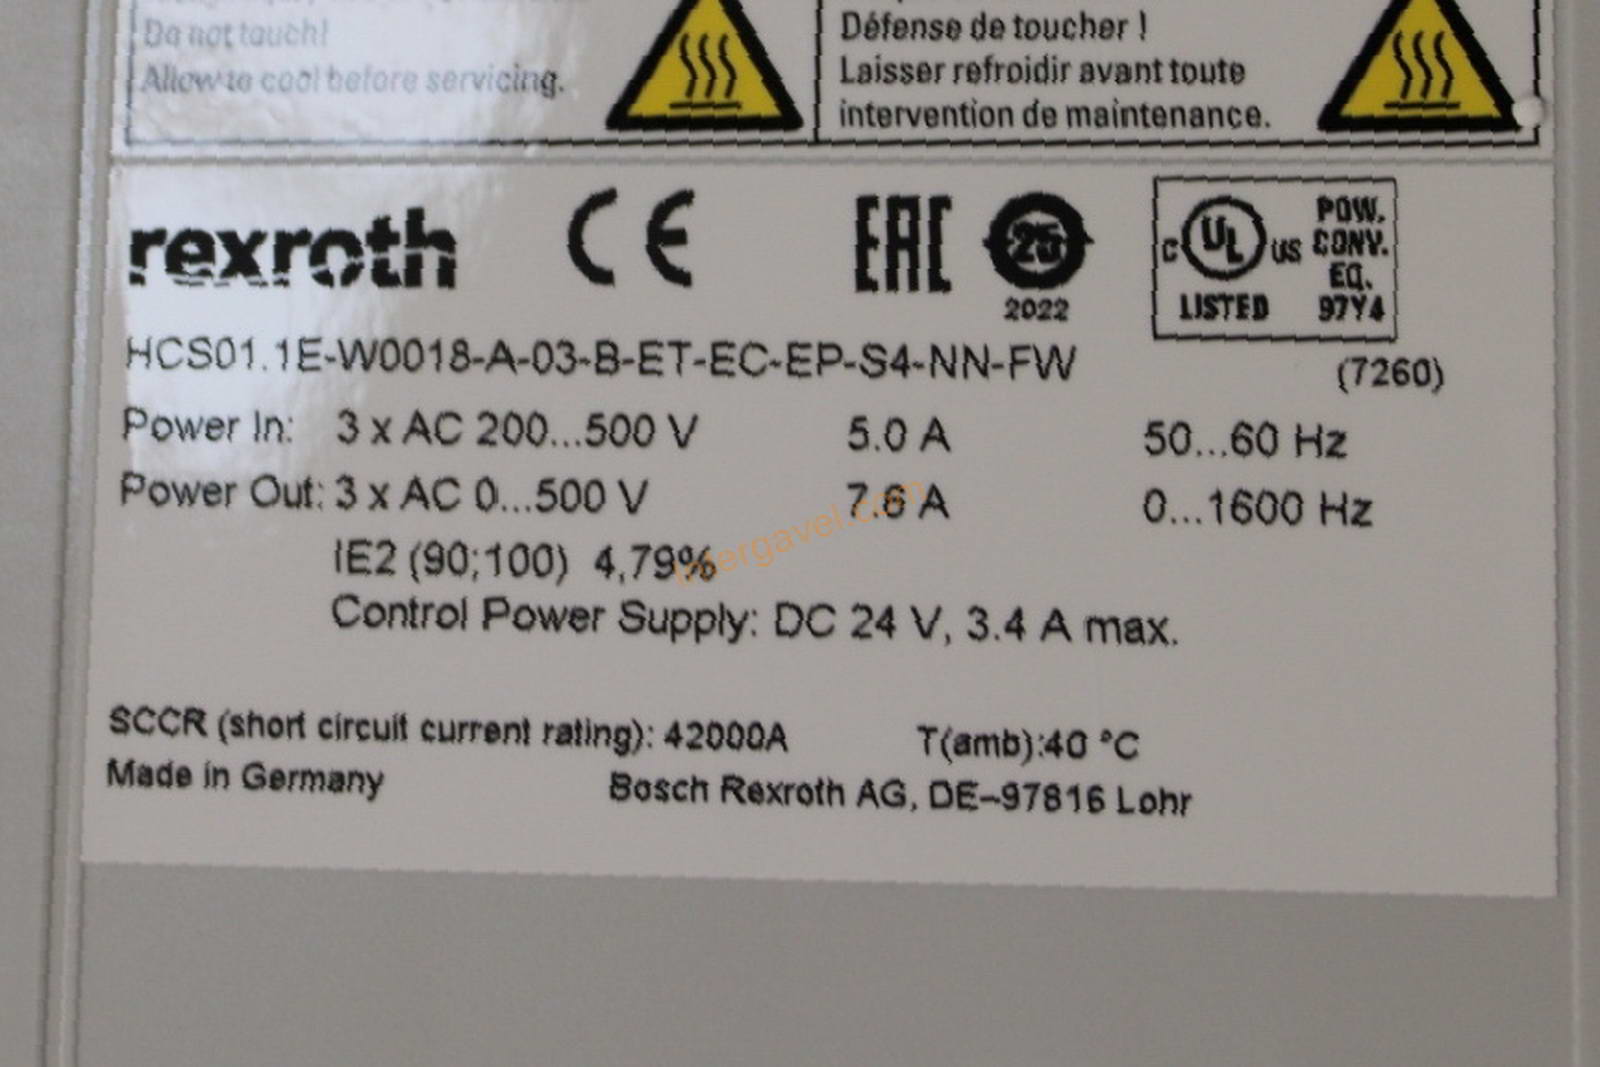 Do not touch!
Allow to cool before servicing.
Défense de toucher !
Laisser refroidir avant toute
intervention de maintenance.
rexroth CE EAC 25 2022
C UL US LISTED
POW.
CONV.
EQ.
97Y4
HCS01.1E-W0018-A-03-B-ET-EC-EP-S4-NN-FW (7260)
Power In: 3 x AC 200...500 V 5.0 A 50...60 Hz
Power Out: 3 x AC 0...500 V 7.6 A 0...1600 Hz
IE2 (90;100) 4,79%
Control Power Supply: DC 24 V, 3.4 A max.
SCCR (short circuit current rating): 42000A T(amb):40 °C
Made in Germany Bosch Rexroth AG, DE-97816 Lohr
intergavel.com